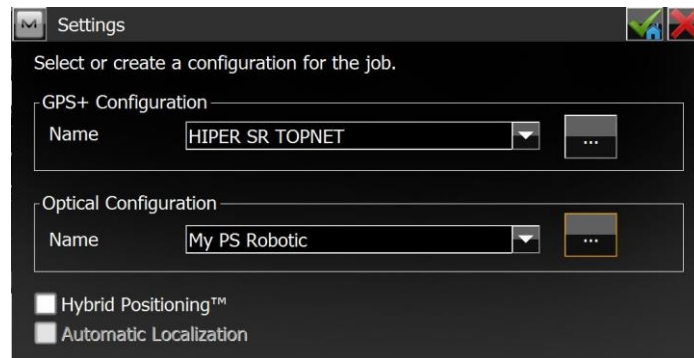 Settings
Select or create a configuration for the job.
GPS+ Configuration
Name HIPER SR TOPNET ...
Optical Configuration
Name My PS Robotic ...
Hybrid Positioning™
Automatic Localization